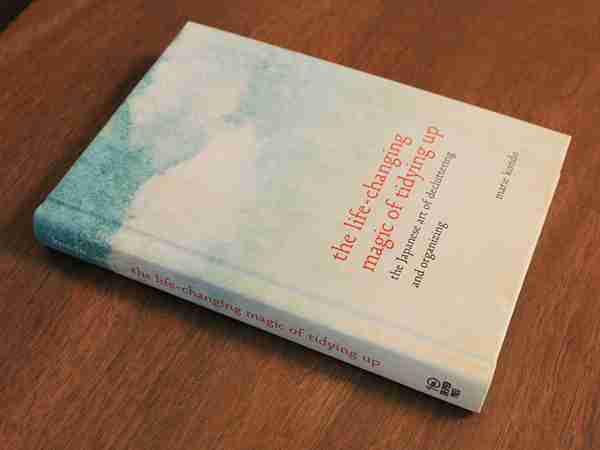 the life-changing
magic of tidying up
the Japanese art of decluttering
and organizing
marie kondo
the life-changing magic of tidying up